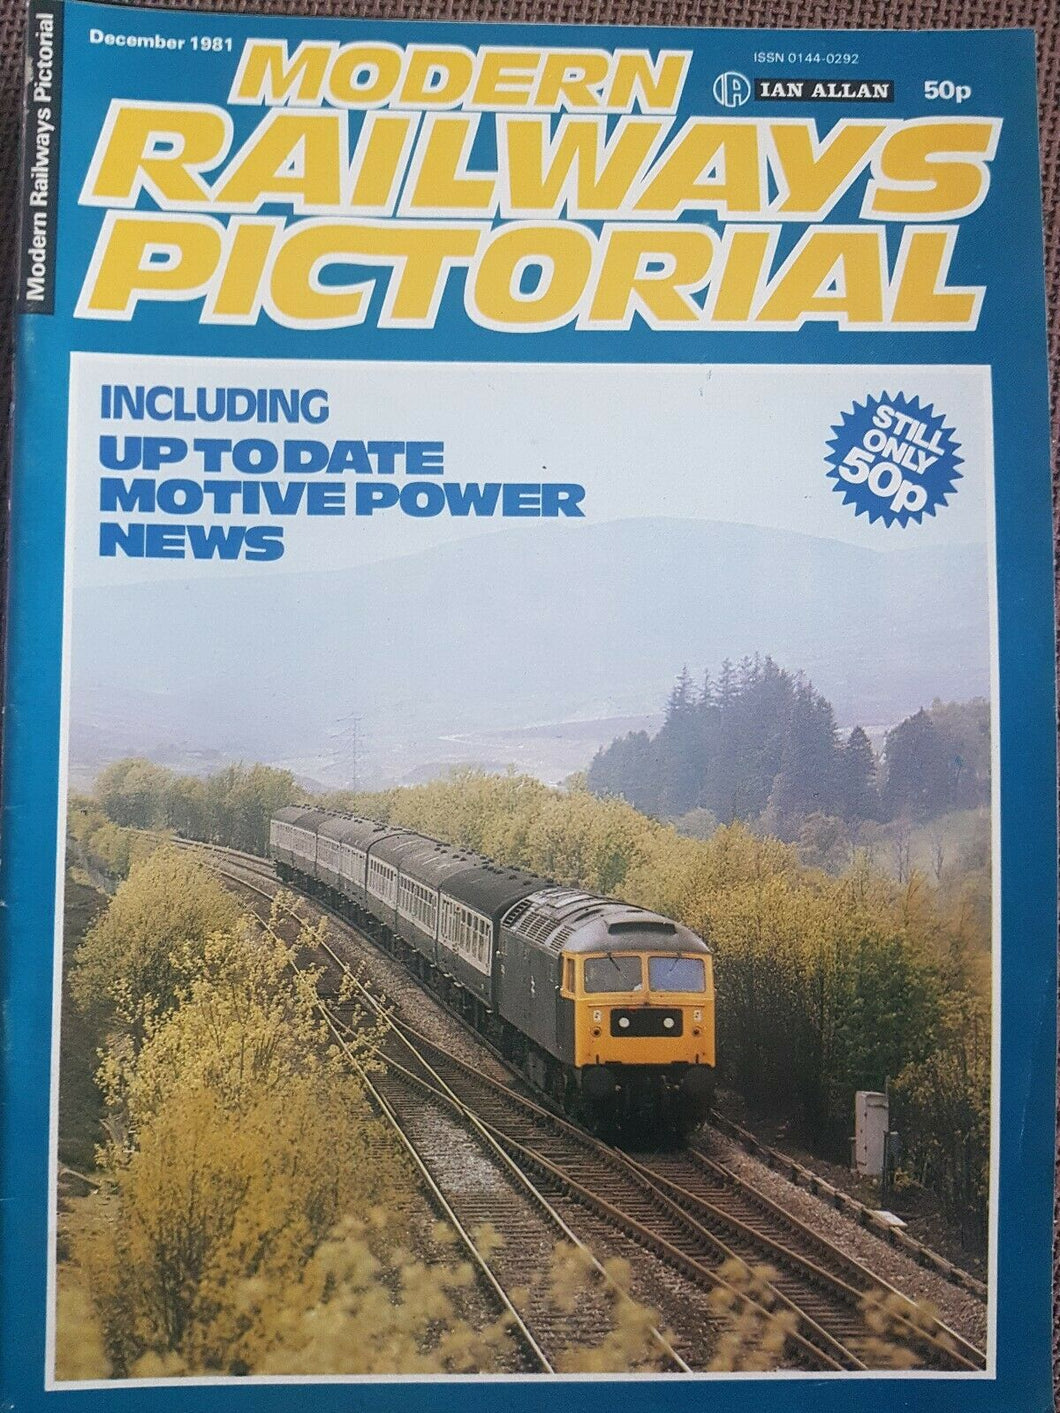 Modern Railways Pictorial
December 1981
ISSN 0144-0292
IAN ALLAN
50p
MODERN
RAILWAYS
PICTORIAL
INCLUDING
UP TO DATE
MOTIVE POWER
NEWS
STILL
ONLY
50p